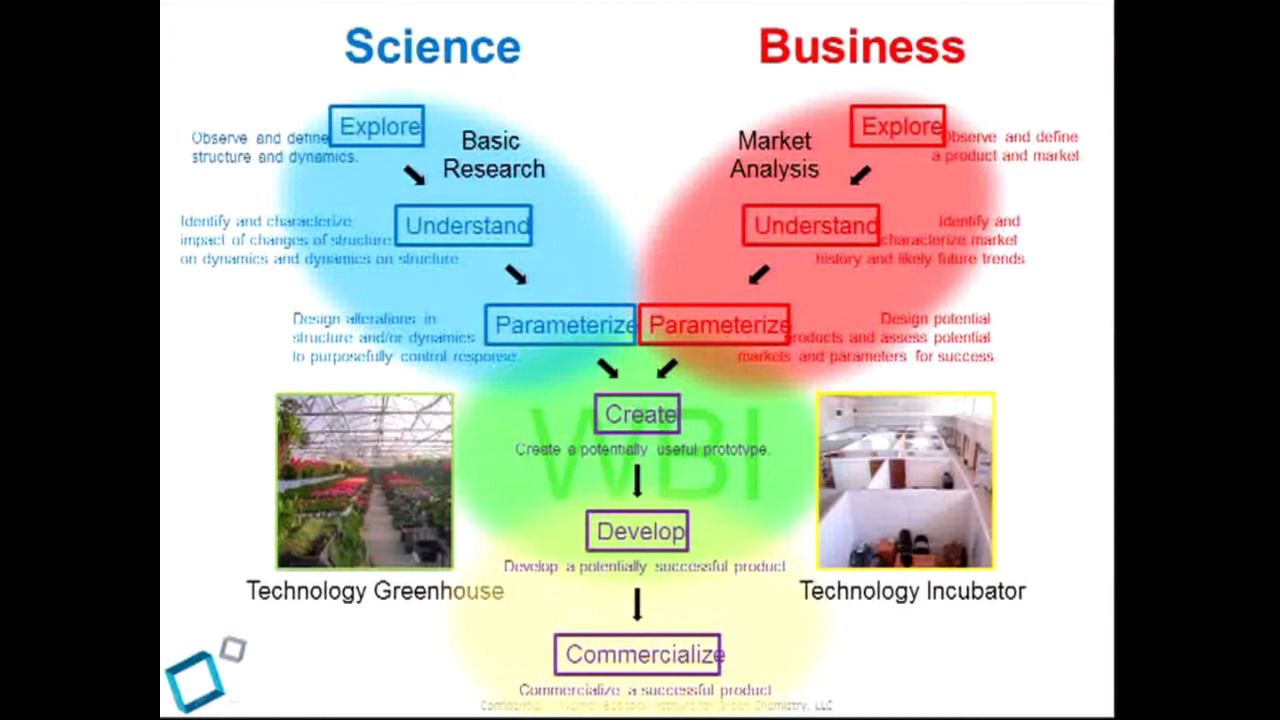 Science
Business
Explore
Observe and define
structure and dynamics.
Basic
Research
Market
Analysis
Explore
Observe and define
a product and market
Understand
Identify and characterize
impact of changes of structure
on dynamics and dynamics on structure
Understand
Identify and
characterize market
history and likely future trends
Parameterize
Design alterations in
structure and/or dynamics
to purposefully control response.
Parameterize
Design potential
products and assess potential
markets and parameters for success.
WBI
Create
Create a potentially useful prototype.
Develop
Develop a potentially successful product
Technology Greenhouse
Technology Incubator
Commercialize
Commercialize a successful product
Chemistry, LLC